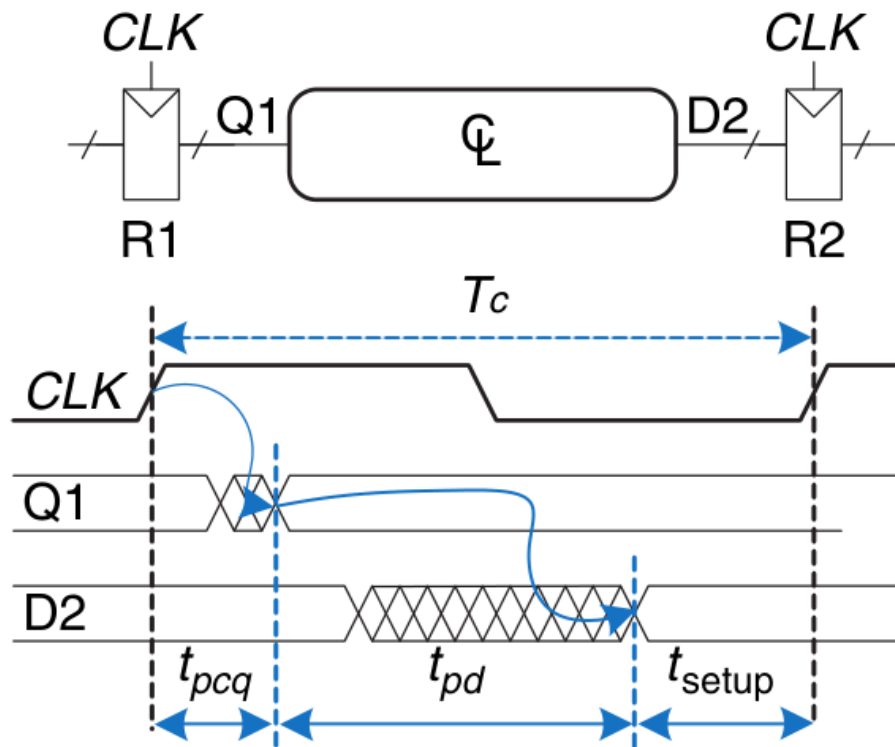 CLK CLK
Q1 CL D2
R1 R2
Tc
CLK
Q1
D2
tpcq tpd tsetup